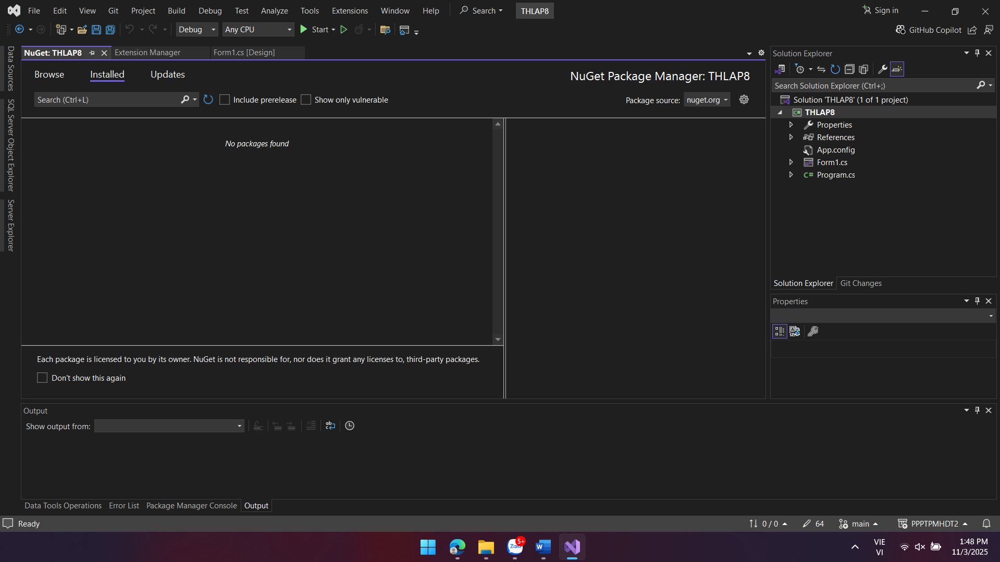 File Edit View Git Project Build Debug Test Analyze Tools Extensions Window Help Search THLAP8 Sign in
Debug Any CPU Start GitHub Copilot
Data Sources
SQL Server Object Explorer
Server Explorer
NuGet: THLAP8 Extension Manager Form1.cs [Design]
Browse Installed Updates
NuGet Package Manager: THLAP8
Search (Ctrl+L) Include prerelease Show only vulnerable Package source: nuget.org
No packages found
Each package is licensed to you by its owner. NuGet is not responsible for, nor does it grant any licenses to, third-party packages.
Don't show this again
Solution Explorer
Search Solution Explorer (Ctrl+;)
Solution 'THLAP8' (1 of 1 project)
C# THLAP8
Properties
References
App.config
Form1.cs
C# Program.cs
Solution Explorer Git Changes
Properties
Output
Show output from:
Data Tools Operations Error List Package Manager Console Output
Ready 0 / 0 64 main PPPTPMHDT2
Zalo 5+ W
VIE
VI
1:48 PM
11/3/2025